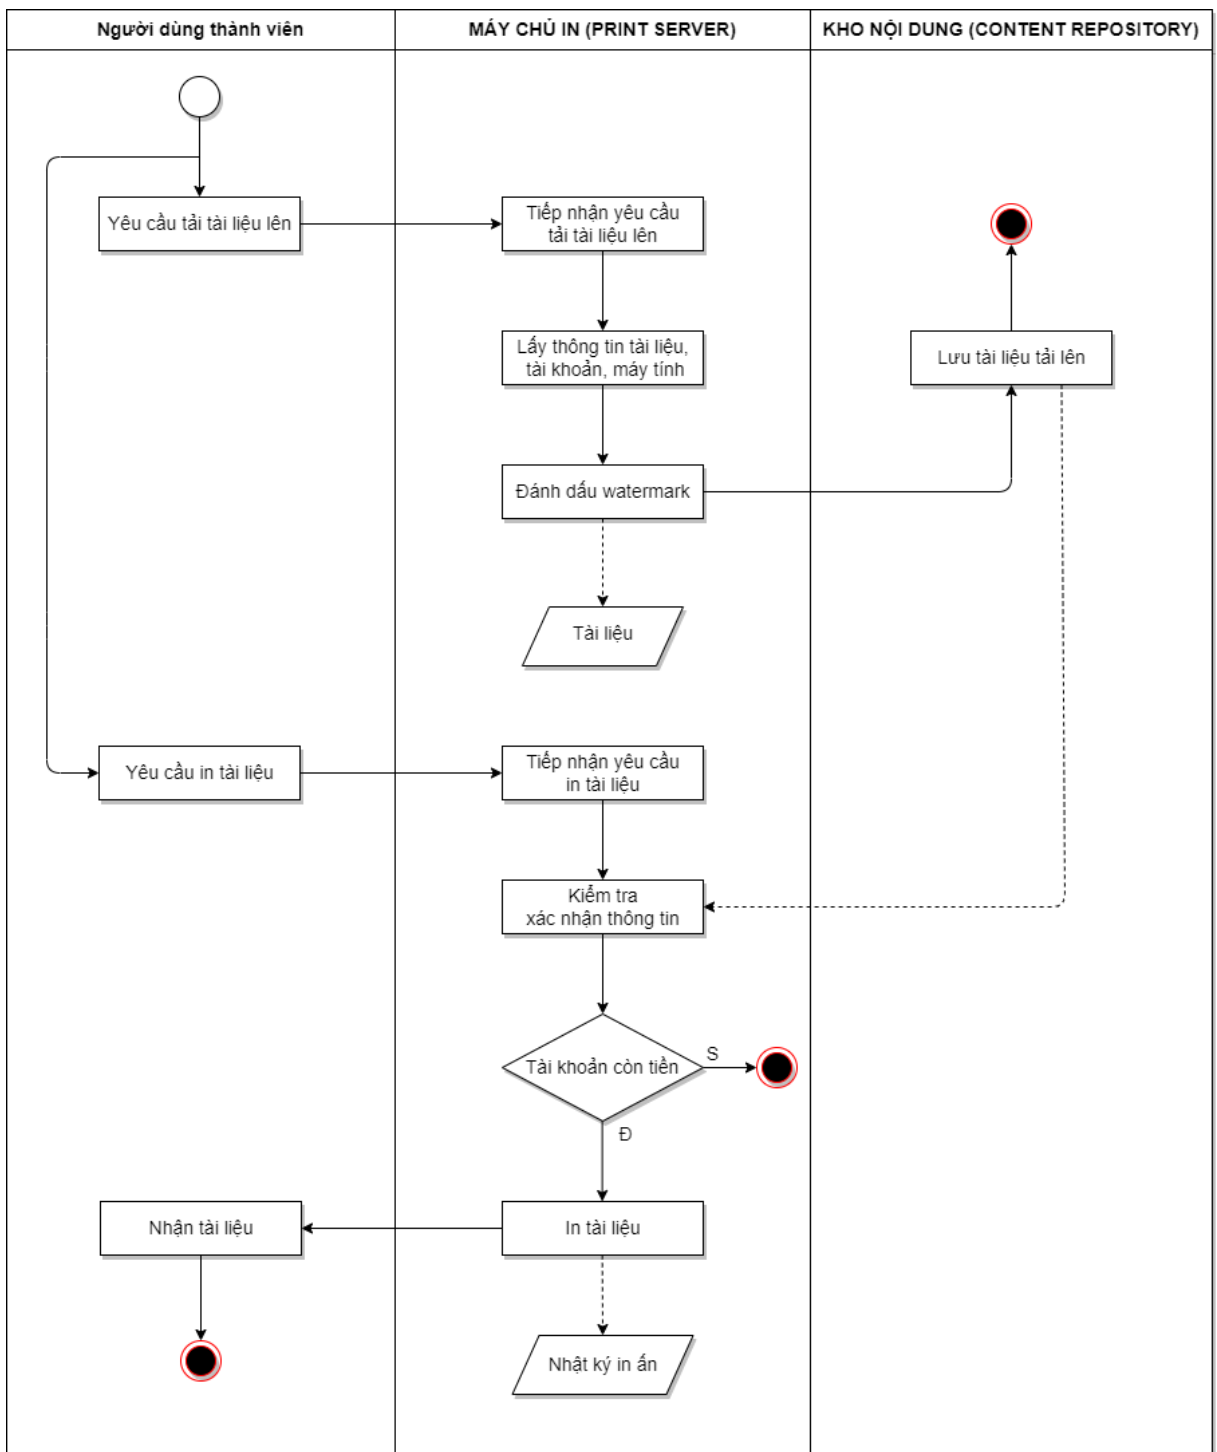 Người dùng thành viên
MÁY CHỦ IN (PRINT SERVER)
KHO NỘI DUNG (CONTENT REPOSITORY)
Yêu cầu tải tài liệu lên
Tiếp nhận yêu cầu
tải tài liệu lên
Lấy thông tin tài liệu,
tài khoản, máy tính
Lưu tài liệu tải lên
Đánh dấu watermark
Tài liệu
Yêu cầu in tài liệu
Tiếp nhận yêu cầu
in tài liệu
Kiểm tra
xác nhận thông tin
Tài khoản còn tiền
S
Đ
Nhận tài liệu
In tài liệu
Nhật ký in ấn